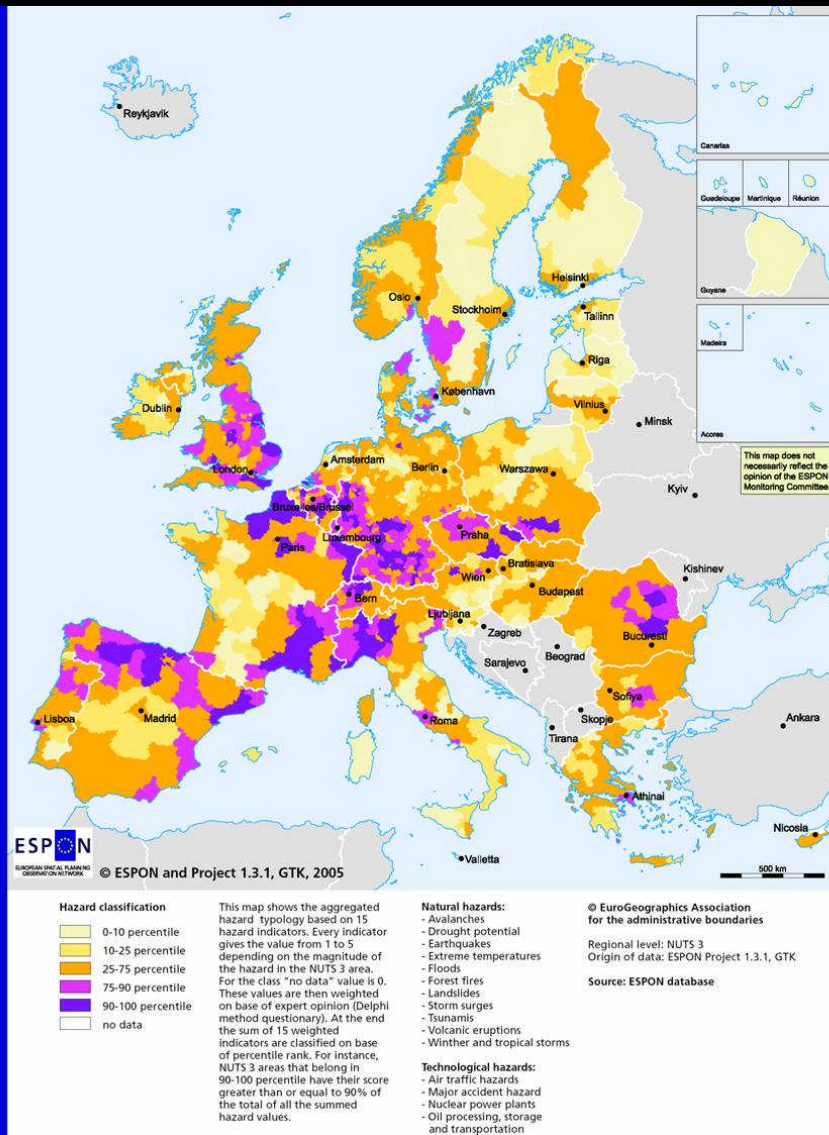 Reykjavik
Canarias
Guadeloupe
Martinique
Réunion
Guyane
Madeira
Acores
This map does not
necessarily reflect the
opinion of the ESPON
Monitoring Committee
Helsinki
Oslo
Stockholm
Tallinn
Riga
København
Vilnius
Minsk
Dublin
London
Amsterdam
Berlin
Warszawa
Kyiv
Bruxelles/Brussel
Luxembourg
Paris
Praha
Kishinev
Wien
Bratislava
Budapest
Bern
Ljubljana
Zagreb
Bucuresti
Beograd
Sarajevo
Sofiya
Skopje
Tirana
Ankara
Lisboa
Madrid
Roma
Athinai
Nicosia
Valletta
500 km
ESPON
EUROPEAN SPATIAL PLANNING
OBSERVATION NETWORK
© ESPON and Project 1.3.1, GTK, 2005
Hazard classification
0-10 percentile
10-25 percentile
25-75 percentile
75-90 percentile
90-100 percentile
no data
This map shows the aggregated
hazard typology based on 15
hazard indicators. Every indicator
gives the value from 1 to 5
depending on the magnitude of
the hazard in the NUTS 3 area.
For the class "no data" value is 0.
These values are then weighted
on base of expert opinion (Delphi
method questionary). At the end
the sum of 15 weighted
indicators are classified on base
of percentile rank. For instance,
NUTS 3 areas that belong in
90-100 percentile have their score
greater than or equal to 90% of
the total of all the summed
hazard values.
Natural hazards:
- Avalanches
- Drought potential
- Earthquakes
- Extreme temperatures
- Floods
- Forest fires
- Landslides
- Storm surges
- Tsunamis
- Volcanic eruptions
- Winther and tropical storms
Technological hazards:
- Air traffic hazards
- Major accident hazard
- Nuclear power plants
- Oil processing, storage
and transportation
© EuroGeographics Association
for the administrative boundaries
Regional level: NUTS 3
Origin of data: ESPON Project 1.3.1, GTK
Source: ESPON database